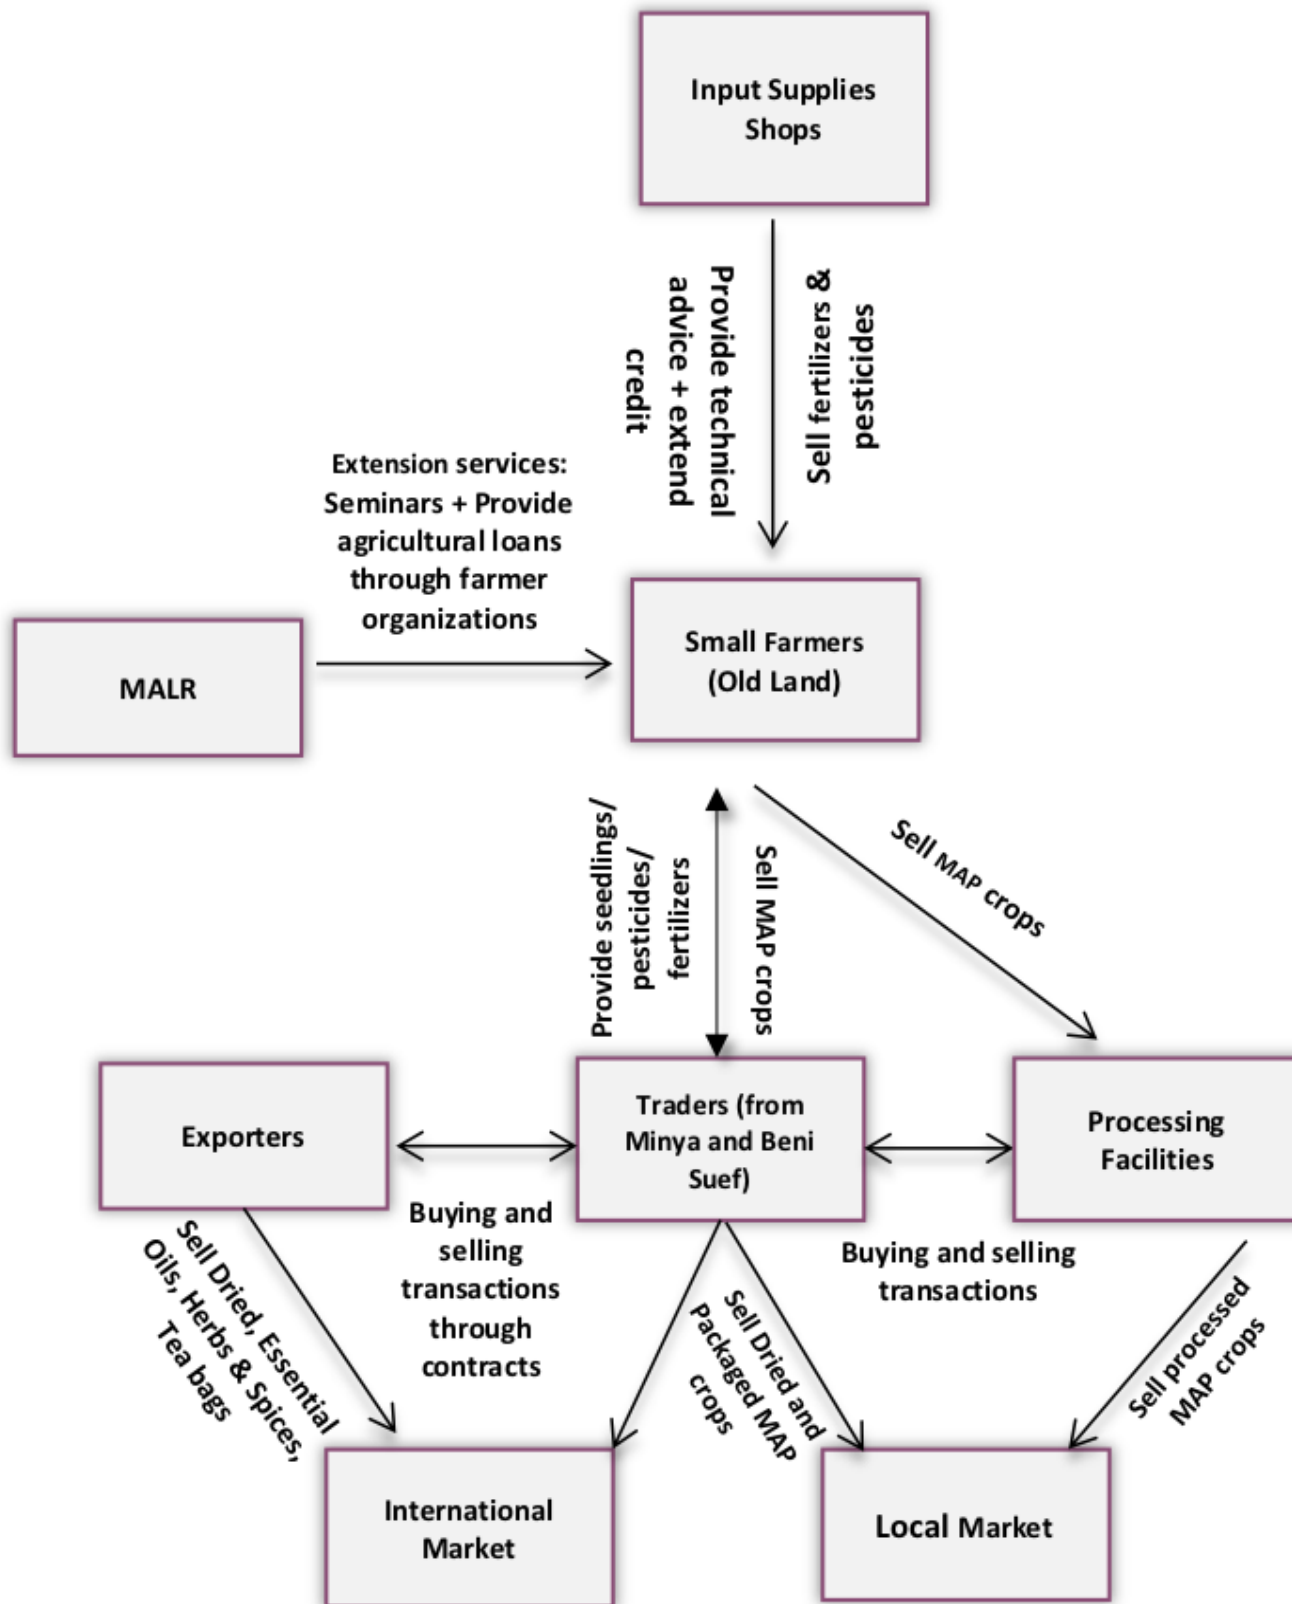 Input Supplies
Shops
Provide technical
advice + extend
credit
Sell fertilizers &
pesticides
Extension services:
Seminars + Provide
agricultural loans
through farmer
organizations
MALR
Small Farmers
(Old Land)
Provide seedlings/
pesticides/
fertilizers
Sell MAP crops
Sell MAP crops
Exporters
Traders (from
Minya and Beni
Suef)
Processing
Facilities
Buying and
selling
transactions
through
contracts
Buying and selling
transactions
Sell Dried, Essential
Oils, Herbs & Spices,
Tea bags
Sell Dried and
Packaged MAP
crops
Sell processed
MAP crops
International
Market
Local Market